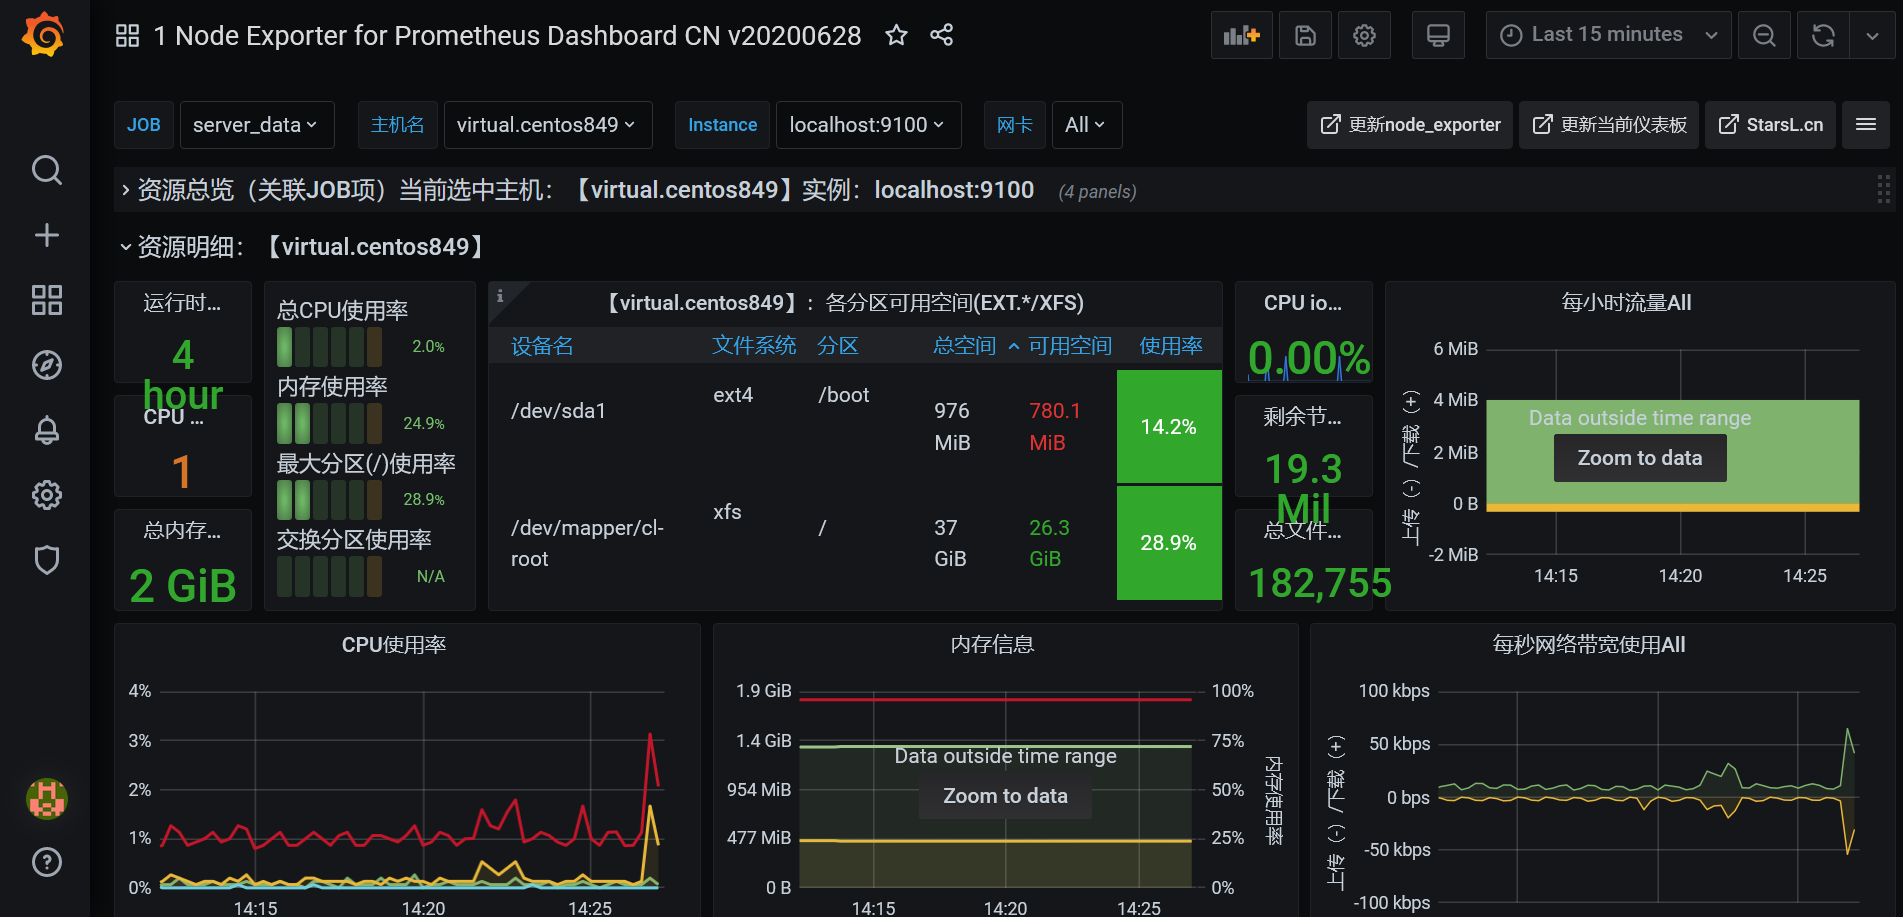 1 Node Exporter for Prometheus Dashboard CN v20200628
Last 15 minutes
JOB
server_data
主机名
virtual.centos849
Instance
localhost:9100
网卡
All
更新node_exporter
更新当前仪表板
StarsL.cn
资源总览（关联JOB项）当前选中主机：【virtual.centos849】实例：localhost:9100 (4 panels)
资源明细：【virtual.centos849】
运行时...
4
hour
CPU ...
1
总内存...
2 GiB
总CPU使用率
2.0%
内存使用率
24.9%
最大分区(/)使用率
28.9%
交换分区使用率
N/A
【virtual.centos849】：各分区可用空间(EXT.*/XFS)
设备名 文件系统 分区 总空间 可用空间 使用率
/dev/sda1 ext4 /boot 976 MiB 780.1 MiB 14.2%
/dev/mapper/cl-root xfs / 37 GiB 26.3 GiB 28.9%
CPU io...
0.00%
剩余节...
19.3
Mil
总文件...
182,755
每小时流量All
上传（-）/下载（+）
6 MiB
4 MiB
2 MiB
0 B
-2 MiB
Data outside time range
Zoom to data
14:15 14:20 14:25
CPU使用率
4%
3%
2%
1%
0%
14:15 14:20 14:25
内存信息
1.9 GiB
1.4 GiB
954 MiB
477 MiB
0 B
100%
75%
50%
25%
0%
内存使用率
Data outside time range
Zoom to data
14:15 14:20 14:25
每秒网络带宽使用All
上传（-）/下载（+）
100 kbps
50 kbps
0 bps
-50 kbps
-100 kbps